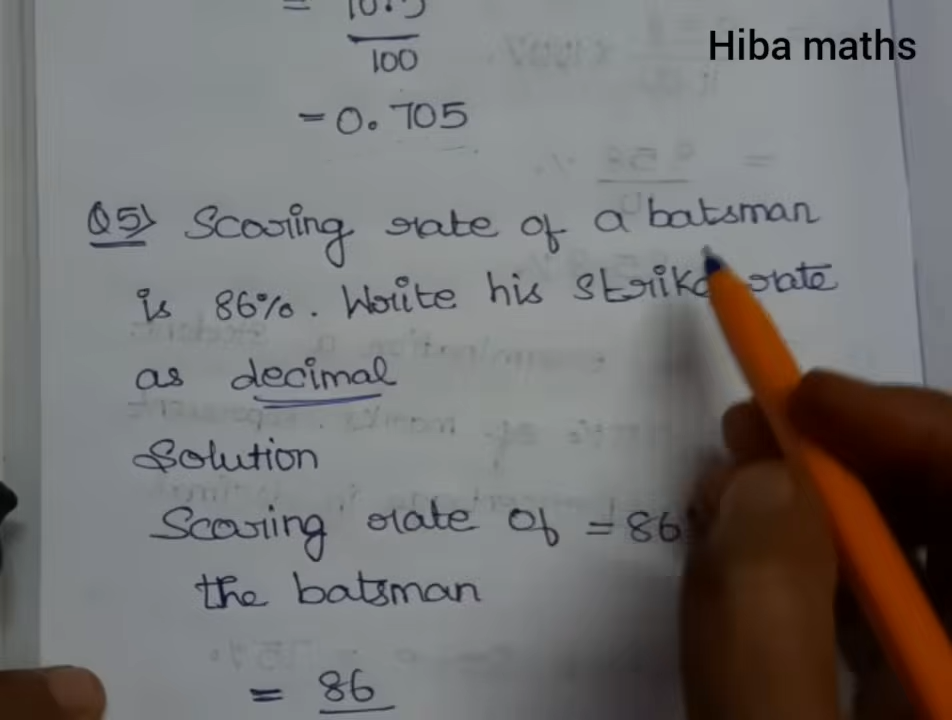 Hiba maths
100
= 0.705
Q5) Scoring rate of a batsman
is 86%. Write his strike rate
as decimal
Solution
Scoring rate of = 86
the batsman
= 86